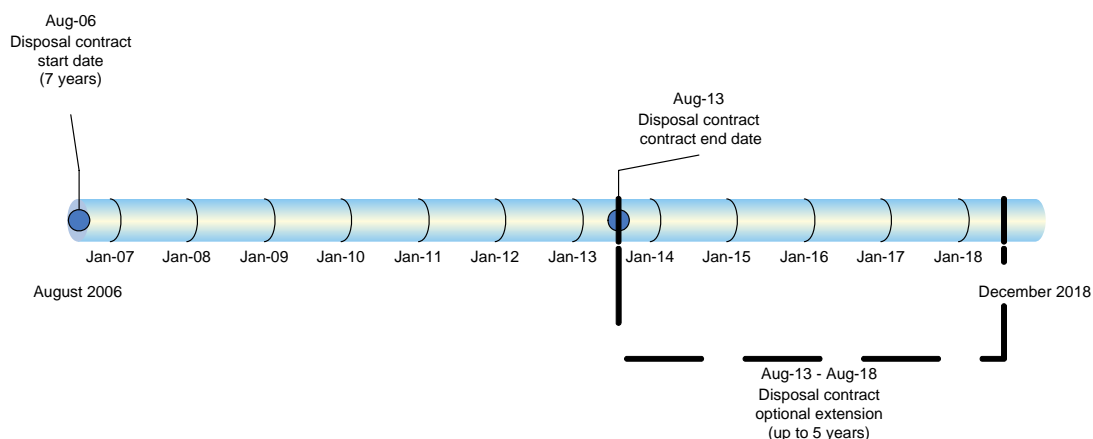 Aug-06
Disposal contract
start date
(7 years)
Aug-13
Disposal contract
contract end date
Jan-07
Jan-08
Jan-09
Jan-10
Jan-11
Jan-12
Jan-13
Jan-14
Jan-15
Jan-16
Jan-17
Jan-18
August 2006
December 2018
Aug-13 - Aug-18
Disposal contract
optional extension
(up to 5 years)